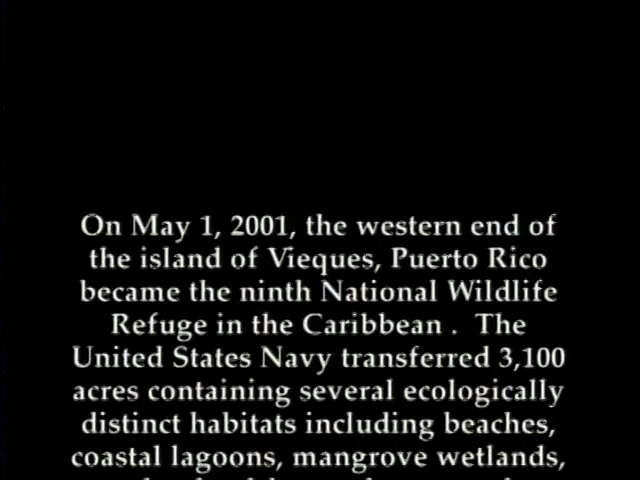 On May 1, 2001, the western end of
the island of Vieques, Puerto Rico
became the ninth National Wildlife
Refuge in the Caribbean . The
United States Navy transferred 3,100
acres containing several ecologically
distinct habitats including beaches,
coastal lagoons, mangrove wetlands,